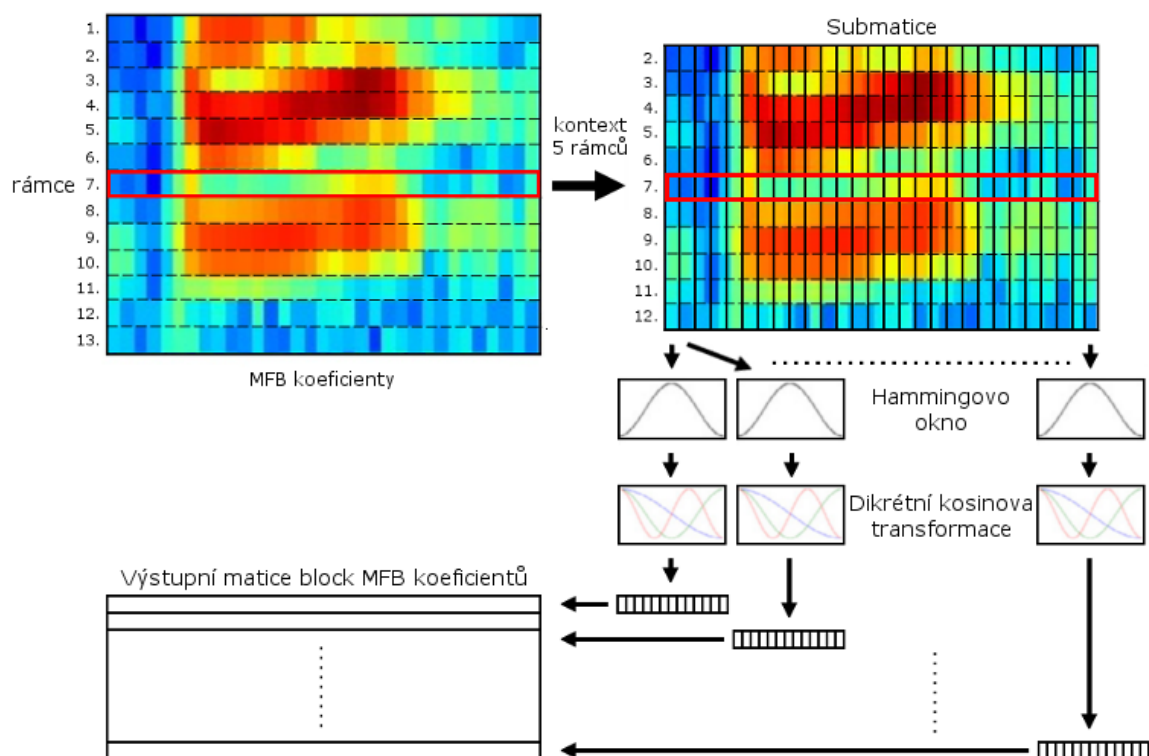 1.
2.
3.
4.
5.
6.
rámce 7.
8.
9.
10.
11.
12.
13.
MFB koeficienty
kontext
5 rámců
Submatice
2.
3.
4.
5.
6.
7.
8.
9.
10.
11.
12.
Hammingovo
okno
Dikrétní kosinova
transformace
Výstupní matice block MFB koeficientů